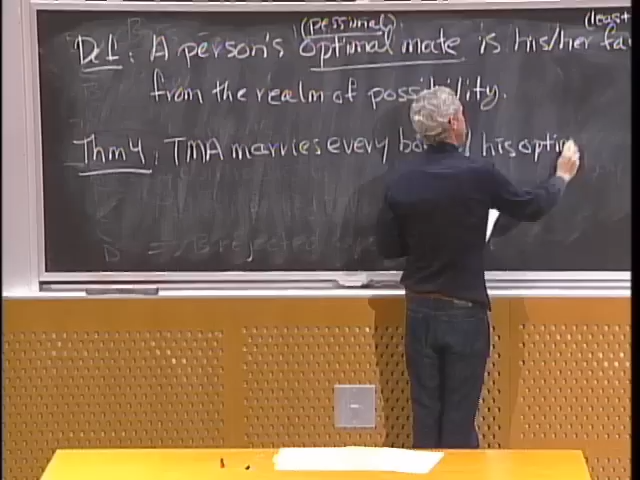 (pessimal) (least
Def: A person's optimal mate is his/her fa
from the realm of possibility.
Thm 4: TMA marries every bo his optim
D => B rejected